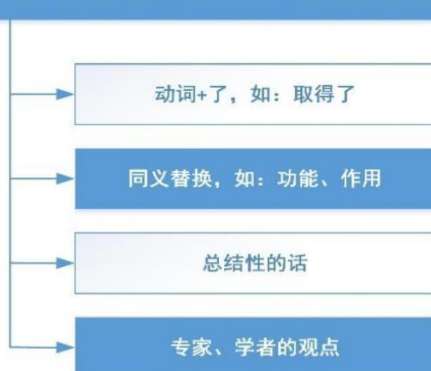 动词+了，如：取得了
同义替换，如：功能、作用
总结性的话
专家、学者的观点